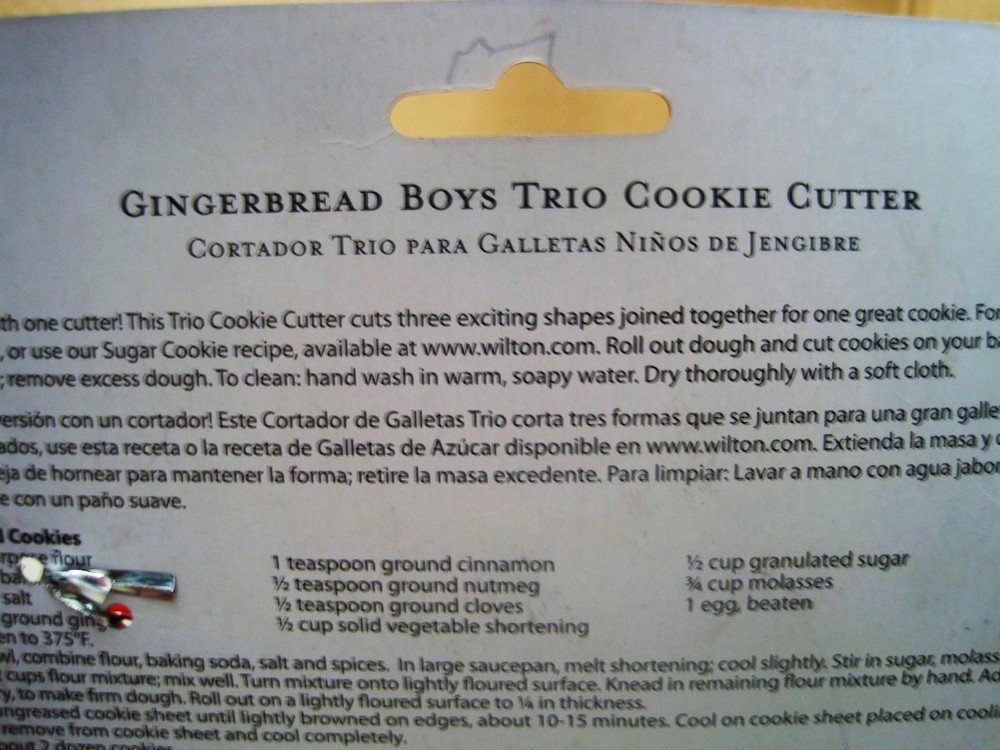 GINGERBREAD BOYS TRIO COOKIE CUTTER
CORTADOR TRIO PARA GALLETAS NIÑOS DE JENGIBRE
th one cutter! This Trio Cookie Cutter cuts three exciting shapes joined together for one great cookie. For
, or use our Sugar Cookie recipe, available at www.wilton.com. Roll out dough and cut cookies on your ba
; remove excess dough. To clean: hand wash in warm, soapy water. Dry thoroughly with a soft cloth.
versión con un cortador! Este Cortador de Galletas Trio corta tres formas que se juntan para una gran galle
ados, use esta receta o la receta de Galletas de Azúcar disponible en www.wilton.com. Extienda la masa y c
eja de hornear para mantener la forma; retire la masa excedente. Para limpiar: Lavar a mano con agua jabon
e con un paño suave.
Cookies
flour 1 teaspoon ground cinnamon ½ cup granulated sugar
½ teaspoon ground nutmeg ¾ cup molasses
salt ½ teaspoon ground cloves 1 egg, beaten
ground ging ½ cup solid vegetable shortening
en to 375°F.
wl, combine flour, baking soda, salt and spices. In large saucepan, melt shortening; cool slightly. Stir in sugar, molass
cups flour mixture; mix well. Turn mixture onto lightly floured surface. Knead in remaining flour mixture by hand. Ad
y, to make firm dough. Roll out on a lightly floured surface to ¼ in thickness.
ungreased cookie sheet until lightly browned on edges, about 10-15 minutes. Cool on cookie sheet placed on cooli
remove from cookie sheet and cool completely.
bout 2 dozen cookies